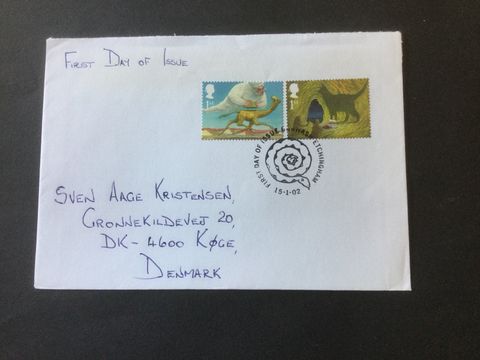 First Day of Issue
1st
1st
FIRST DAY OF ISSUE BURWASH, ETCHINGHAM
15·1·02
Sven Aage Kristensen,
Gronnekildevej 20,
DK - 4600 Køge,
Denmark